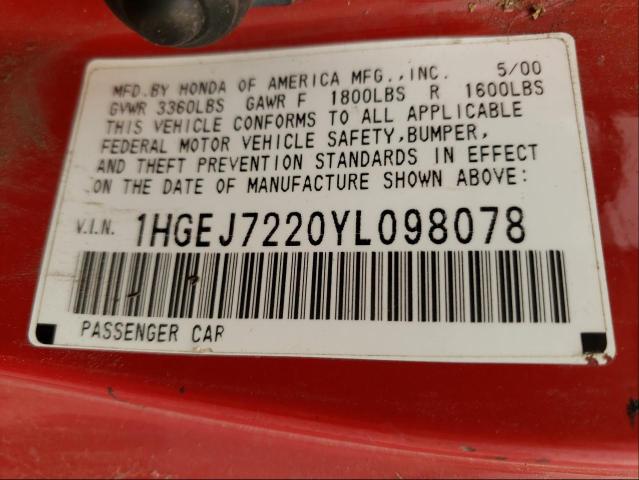 MFD. BY HONDA OF AMERICA MFG., INC. 5/00
GVWR 3360LBS GAWR F 1800LBS R 1600LBS
THIS VEHICLE CONFORMS TO ALL APPLICABLE
FEDERAL MOTOR VEHICLE SAFETY, BUMPER,
AND THEFT PREVENTION STANDARDS IN EFFECT
ON THE DATE OF MANUFACTURE SHOWN ABOVE:
V.I.N. 1HGEJ7220YL098078
PASSENGER CAR